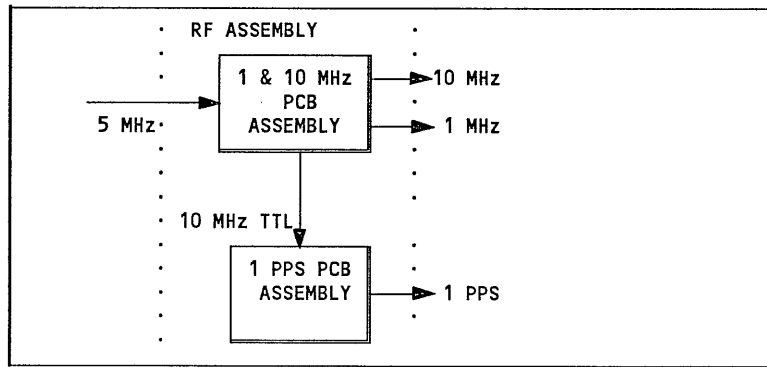 RF ASSEMBLY
1 & 10 MHz
PCB
ASSEMBLY
10 MHz
1 MHz
5 MHz
10 MHz TTL
1 PPS PCB
ASSEMBLY
1 PPS